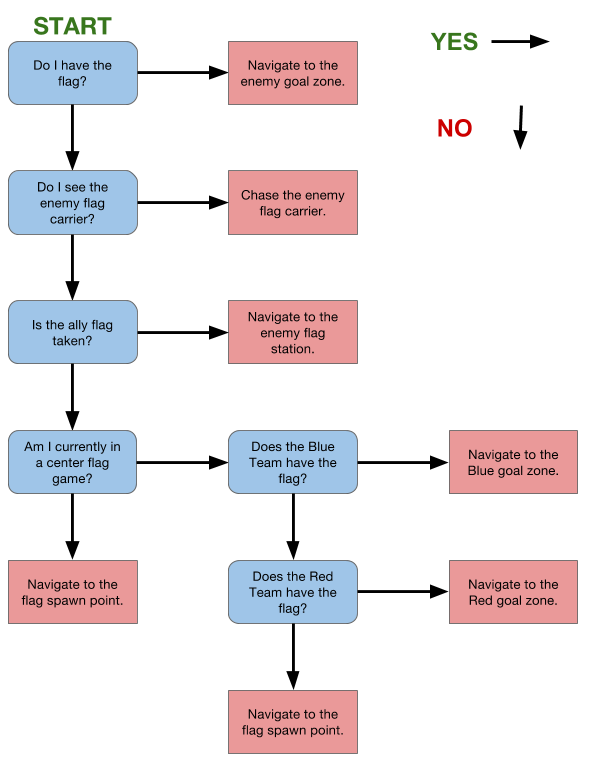 START
YES
Do I have the
flag?
Navigate to the
enemy goal zone.
NO
Do I see the
enemy flag
carrier?
Chase the enemy
flag carrier.
Is the ally flag
taken?
Navigate to the
enemy flag
station.
Am I currently in
a center flag
game?
Does the Blue
Team have the
flag?
Navigate to the
Blue goal zone.
Navigate to the
flag spawn point.
Does the Red
Team have the
flag?
Navigate to the
Red goal zone.
Navigate to the
flag spawn point.